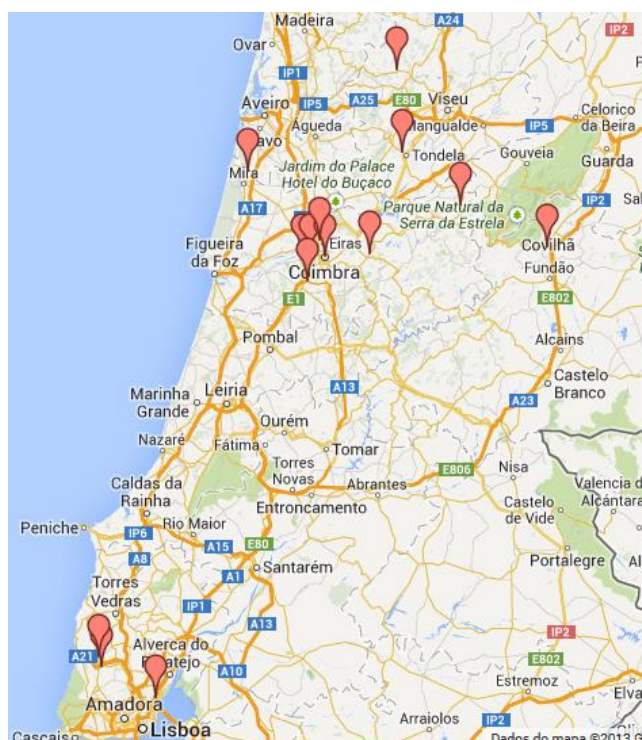 Madeira
A24
IP2
Ovar
IP1
Aveiro
IP5
A25
E80
Viseu
Celorico
da Beira
Águeda
Mangualde
IP5
Mira
Jardim do Palace
Hotel do Buçaco
Tondela
Gouveia
Guarda
A17
Parque Natural da
Serra da Estrela
IP2
Eiras
Figueira
da Foz
Coimbra
Covilhã
Fundão
E1
E802
Pombal
Alcains
Marinha
Grande
Leiria
A13
A23
Castelo
Branco
Ourém
Nazaré
Fátima
Tomar
Torres
Novas
E806
Nisa
Caldas da
Rainha
Abrantes
Entroncamento
Valencia de
Alcántara
Castelo
de Vide
Peniche
IP6
Rio Maior
A15
E80
A8
A1
Santarém
Portalegre
Torres
Vedras
IP1
A13
IP2
A21
Alverca do
A10
E802
Amadora
Estremoz
Elva
Lisboa
Arraiolos
IP2
Cascais
Dados do mapa ©2013